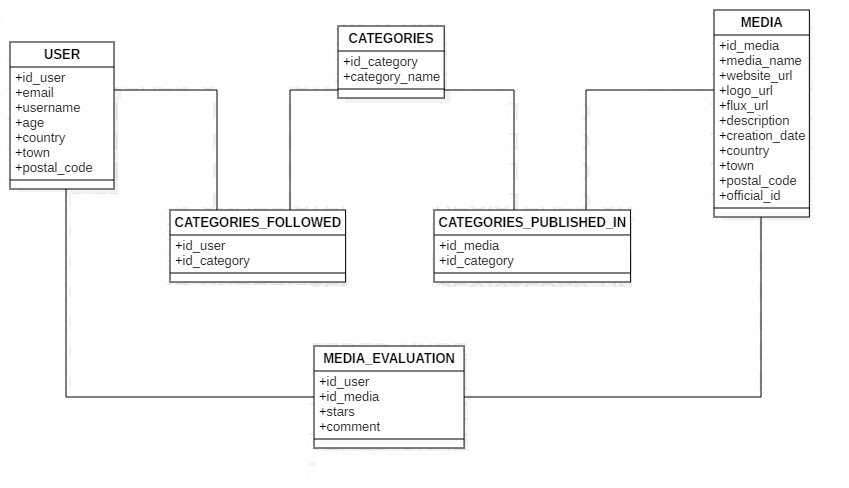 USER
+id_user
+email
+username
+age
+country
+town
+postal_code
CATEGORIES
+id_category
+category_name
MEDIA
+id_media
+media_name
+website_url
+logo_url
+flux_url
+description
+creation_date
+country
+town
+postal_code
+official_id
CATEGORIES_FOLLOWED
+id_user
+id_category
CATEGORIES_PUBLISHED_IN
+id_media
+id_category
MEDIA_EVALUATION
+id_user
+id_media
+stars
+comment